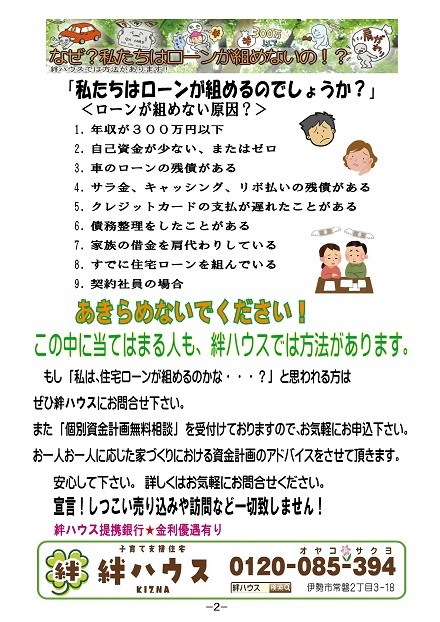 300万
肩がわり
なぜ？私たちはローンが組めないの！？
絆ハウスでは方法があります！
「私たちはローンが組めるのでしょうか？」
＜ローンが組めない原因？＞
1．年収が３００万円以下
2．自己資金が少ない、またはゼロ
3．車のローンの残債がある
4．サラ金、キャッシング、リボ払いの残債がある
5．クレジットカードの支払が遅れたことがある
6．債務整理をしたことがある
7．家族の借金を肩代わりしている
8．すでに住宅ローンを組んでいる
9．契約社員の場合
あきらめないでください！
この中に当てはまる人も、絆ハウスでは方法があります。
もし「私は、住宅ローンが組めるのかな・・・？」と思われる方は
ぜひ絆ハウスにお問合せ下さい。
また「個別資金計画無料相談」を受付ておりますので、お気軽にお申込下さい。
お一人お一人に応じた家づくりにおける資金計画のアドバイスをさせて頂きます。
安心して下さい。 詳しくはお気軽にお問合せください。
宣言！しつこい売り込みや訪問など一切致しません！
絆ハウス提携銀行★金利優遇有り
子育て支援住宅
絆 絆ハウス
KIZNA
オヤコ サクヨ
0120-085-394
絆ハウス 検索
伊勢市常磐2丁目3-18
－2－